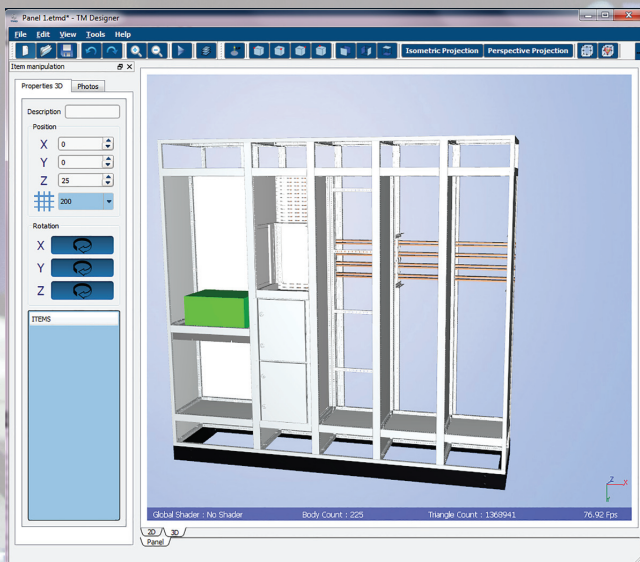 Panel 1.etmd* - TM Designer
File Edit View Tools Help
Isometric Projection Perspective Projection
Item manipulation
Properties 3D Photos
Description
Position
X 0
Y 0
Z 25
200
Rotation
X
Y
Z
ITEMS
Z
X
Y
Global Shader : No Shader Body Count : 225 Triangle Count : 1368941 76.92 Fps
2D 3D
Panel